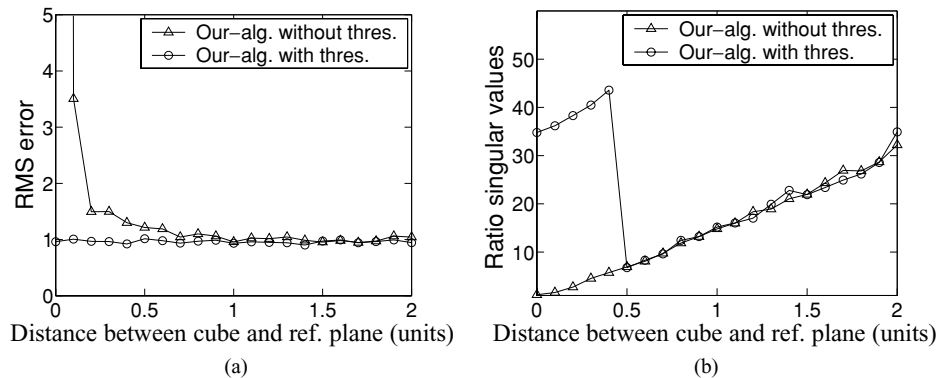 5
4
3
2
1
0
RMS error
Our-alg. without thres.
Our-alg. with thres.
0 0.5 1 1.5 2
Distance between cube and ref. plane (units)
(a)
50
40
30
20
10
Ratio singular values
Our-alg. without thres.
Our-alg. with thres.
0 0.5 1 1.5 2
Distance between cube and ref. plane (units)
(b)